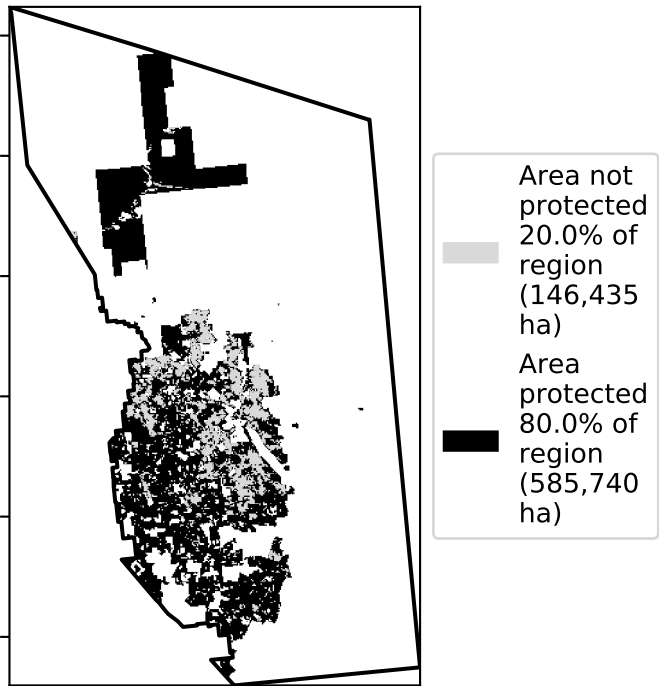 Area not
protected
20.0% of
region
(146,435
ha)
Area
protected
80.0% of
region
(585,740
ha)